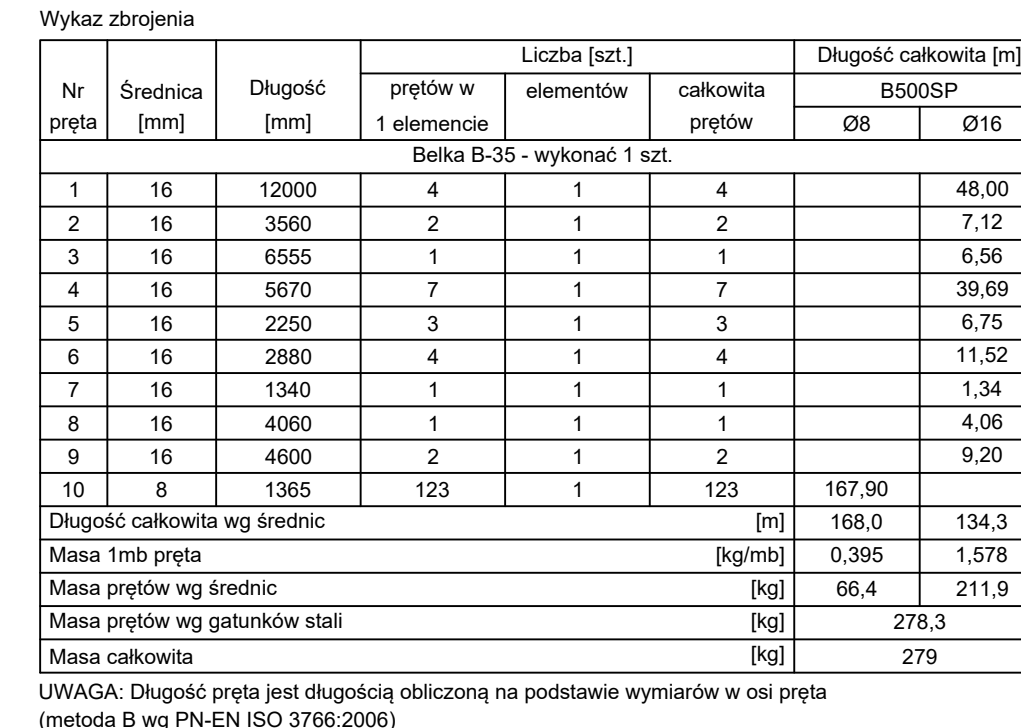 Wykaz zbrojenia
Liczba [szt.] Długość całkowita [m]
Nr Średnica Długość prętów w elementów całkowita B500SP
pręta [mm] [mm] 1 elemencie prętów Ø8 Ø16
Belka B-35 - wykonać 1 szt.
1 16 12000 4 1 4 48,00
2 16 3560 2 1 2 7,12
3 16 6555 1 1 1 6,56
4 16 5670 7 1 7 39,69
5 16 2250 3 1 3 6,75
6 16 2880 4 1 4 11,52
7 16 1340 1 1 1 1,34
8 16 4060 1 1 1 4,06
9 16 4600 2 1 2 9,20
10 8 1365 123 1 123 167,90
Długość całkowita wg średnic [m] 168,0 134,3
Masa 1mb pręta [kg/mb] 0,395 1,578
Masa prętów wg średnic [kg] 66,4 211,9
Masa prętów wg gatunków stali [kg] 278,3
Masa całkowita [kg] 279
UWAGA: Długość pręta jest długością obliczoną na podstawie wymiarów w osi pręta
(metoda B wg PN-EN ISO 3766:2006)